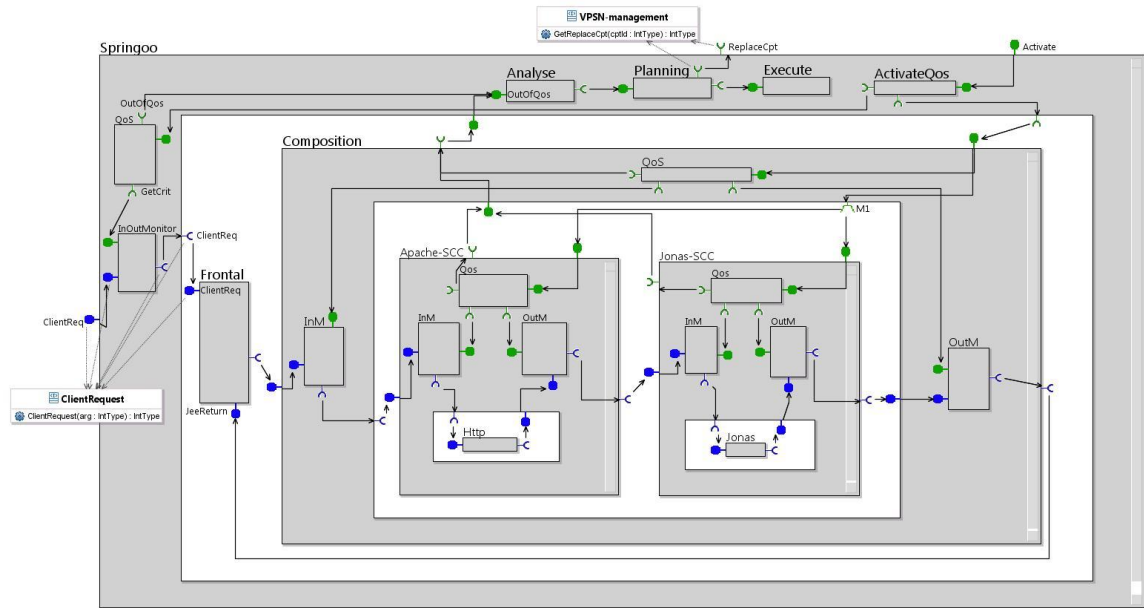 VPSN-management
GetReplaceCpt(cptId : IntType) : IntType
Springoo
ReplaceCpt
Activate
Analyse
Planning
Execute
ActivateQos
OutOfQos
OutOfQos
QoS
Composition
QoS
GetCrit
M1
InOutMonitor
ClientReq
Apache-SCC
Jonas-SCC
Frontal
Qos
Qos
ClientReq
ClientReq
InM
InM
OutM
InM
OutM
OutM
ClientRequest
ClientRequest(arg : IntType) : IntType
JeeReturn
Http
Jonas